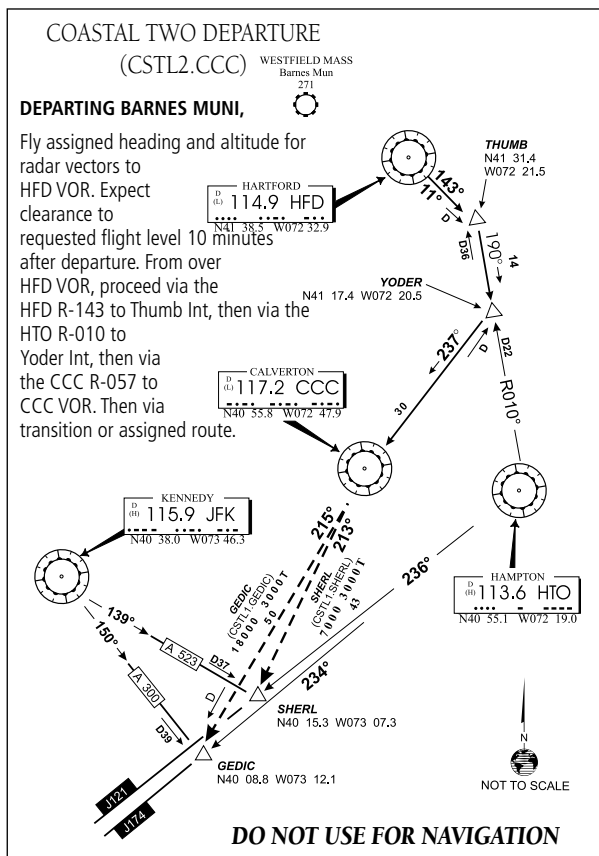 COASTAL TWO DEPARTURE
(CSTL2.CCC)
WESTFIELD MASS
Barnes Mun
271
DEPARTING BARNES MUNI,
Fly assigned heading and altitude for
radar vectors to
HFD VOR. Expect
clearance to
requested flight level 10 minutes
after departure. From over
HFD VOR, proceed via the
HFD R-143 to Thumb Int, then via the
HTO R-010 to
Yoder Int, then via
the CCC R-057 to
CCC VOR. Then via
transition or assigned route.
THUMB
N41 31.4
W072 21.5
HARTFORD
D
(L) 114.9 HFD
N41 38.5 W072 32.9
143°
11°
D
D36
190°
14
YODER
N41 17.4 W072 20.5
237°
D
30
D22
R010°
CALVERTON
D
(L) 117.2 CCC
N40 55.8 W072 47.9
KENNEDY
D
(H) 115.9 JFK
N40 38.0 W073 46.3
HAMPTON
D
(H) 113.6 HTO
N40 55.1 W072 19.0
215°
213°
GEDIC
(CSTL1.GEDIC)
18000 3000T
50
SHERL
(CSTL1.SHERL)
7000 3000T
43
236°
234°
139°
A 523
D37
150°
A 300
D39
D
SHERL
N40 15.3 W073 07.3
GEDIC
N40 08.8 W073 12.1
J121
J174
N
NOT TO SCALE
DO NOT USE FOR NAVIGATION